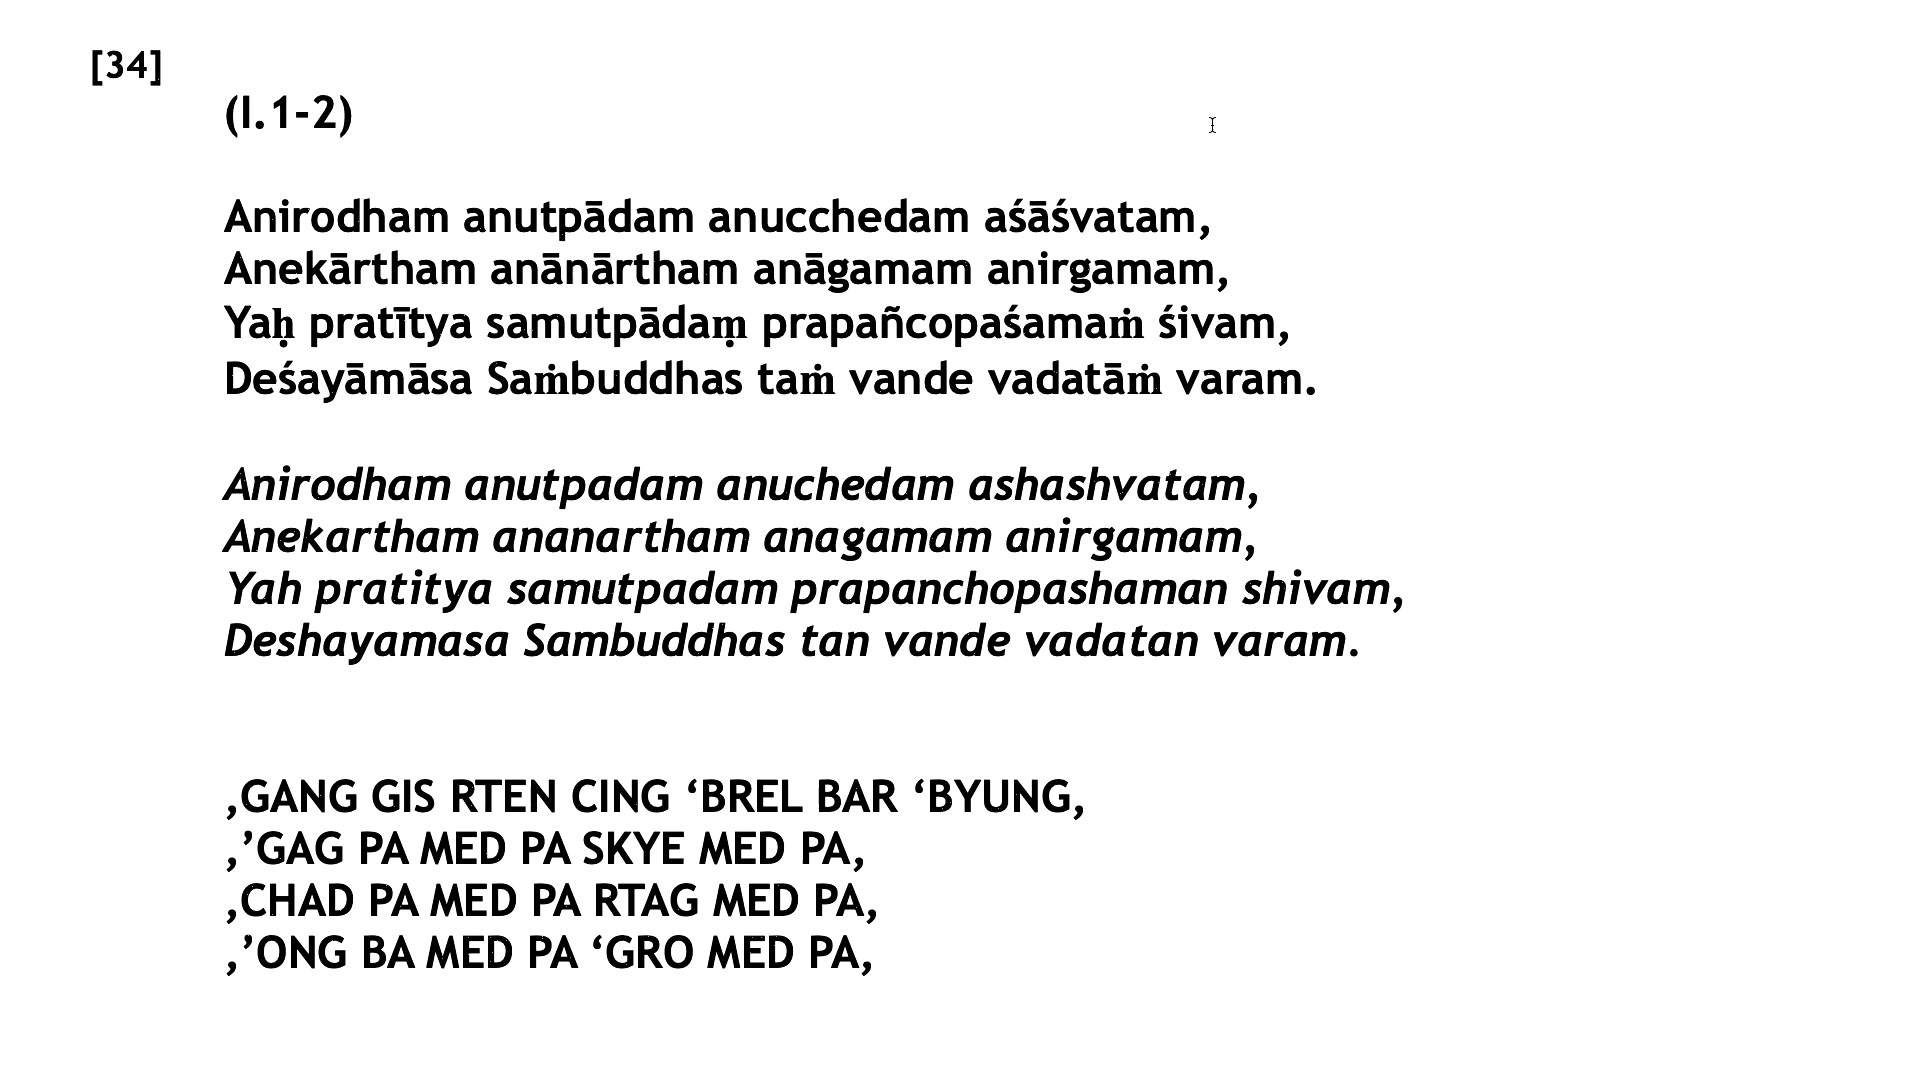 [34]
(I.1-2)
Anirodham anutpādam anucchedam aśāśvatam,
Anekārtham anānārtham anāgamam anirgamam,
Yaḥ pratītya samutpādaṃ prapañcopaśamaṁ śivam,
Deśayāmāsa Saṁbuddhas taṁ vande vadatāṁ varam.
Anirodham anutpadam anuchedam ashashvatam,
Anekartham ananartham anagamam anirgamam,
Yah pratitya samutpadam prapanchopashaman shivam,
Deshayamasa Sambuddhas tan vande vadatan varam.
,GANG GIS RTEN CING ‘BREL BAR ‘BYUNG,
,’GAG PA MED PA SKYE MED PA,
,CHAD PA MED PA RTAG MED PA,
,’ONG BA MED PA ‘GRO MED PA,